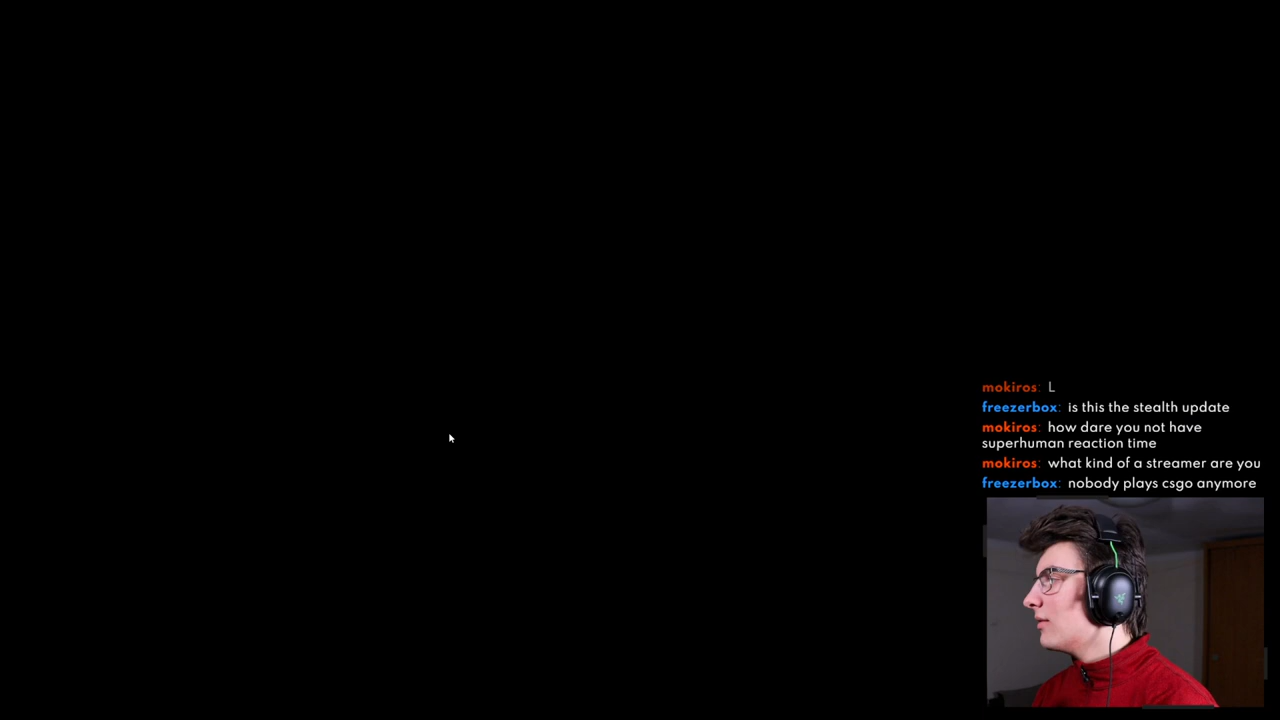 mokiros: L
freezerbox: is this the stealth update
mokiros: how dare you not have
superhuman reaction time
mokiros: what kind of a streamer are you
freezerbox: nobody plays csgo anymore